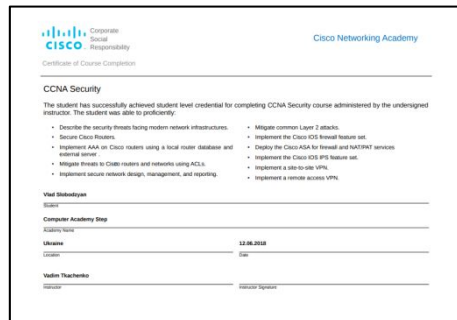 Corporate
Social
Responsibility
CISCO.
Cisco Networking Academy
Certificate of Course Completion
CCNA Security
The student has successfully achieved student level credential for completing CCNA Security course administered by the undersigned
instructor. The student was able to proficiently:
• Describe the security threats facing modern network infrastructures.
• Secure Cisco Routers.
• Implement AAA on Cisco routers using a local router database and
external server .
• Mitigate threats to Cisco routers and networks using ACLs.
• Implement secure network design, management, and reporting.
• Mitigate common Layer 2 attacks.
• Implement the Cisco IOS firewall feature set.
• Deploy the Cisco ASA for firewall and NAT/PAT services
• Implement the Cisco IOS IPS feature set.
• Implement a site-to-site VPN.
• Implement a remote access VPN.
Vlad Slobodzyan
Student
Computer Academy Step
Academy Name
Ukraine
Location
12.06.2018
Date
Vadim Tkachenko
Instructor
Instructor Signature